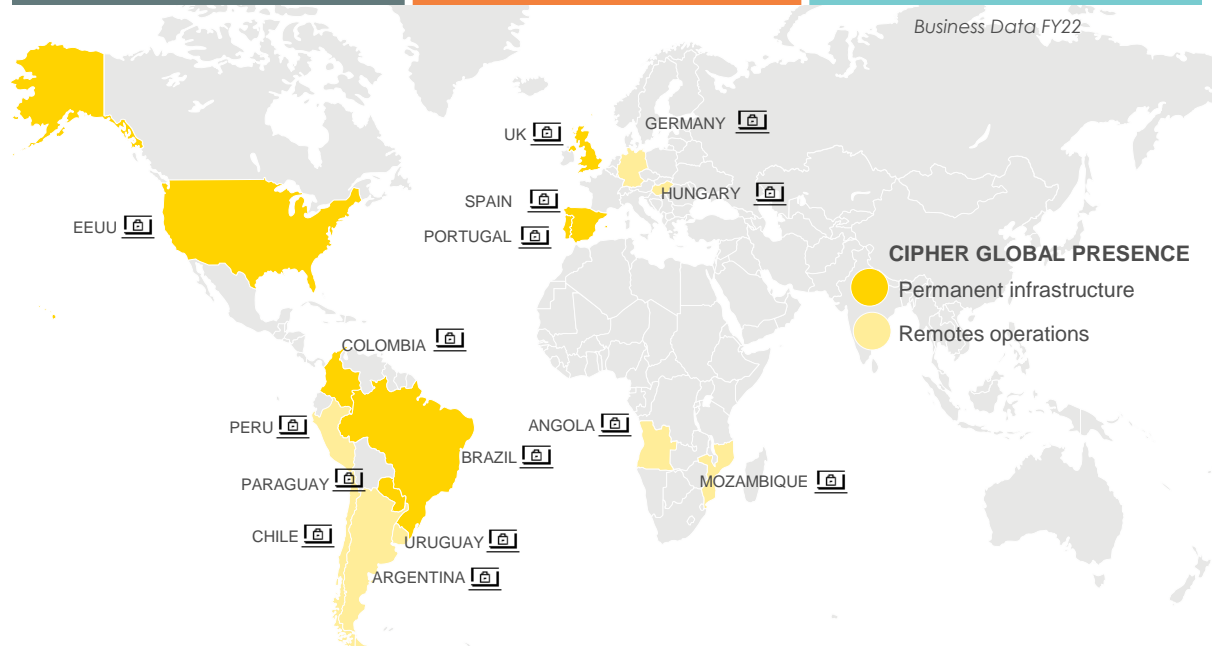 Business Data FY22
UK
GERMANY
SPAIN
HUNGARY
EEUU
PORTUGAL
CIPHER GLOBAL PRESENCE
Permanent infrastructure
Remotes operations
COLOMBIA
PERU
ANGOLA
BRAZIL
PARAGUAY
MOZAMBIQUE
CHILE
URUGUAY
ARGENTINA